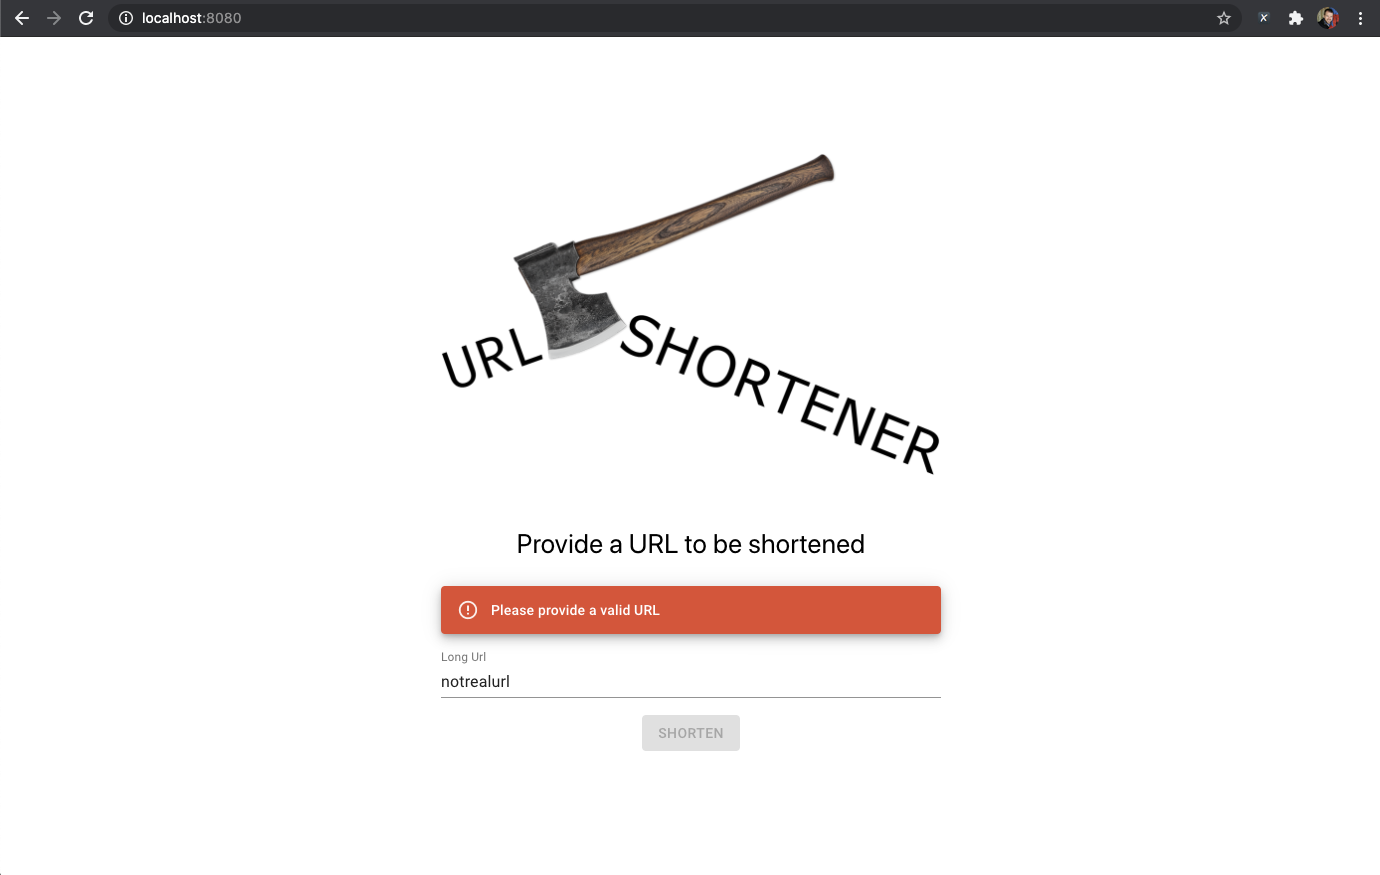 localhost:8080
URL SHORTENER
Provide a URL to be shortened
Please provide a valid URL
Long Url
notrealurl
SHORTEN